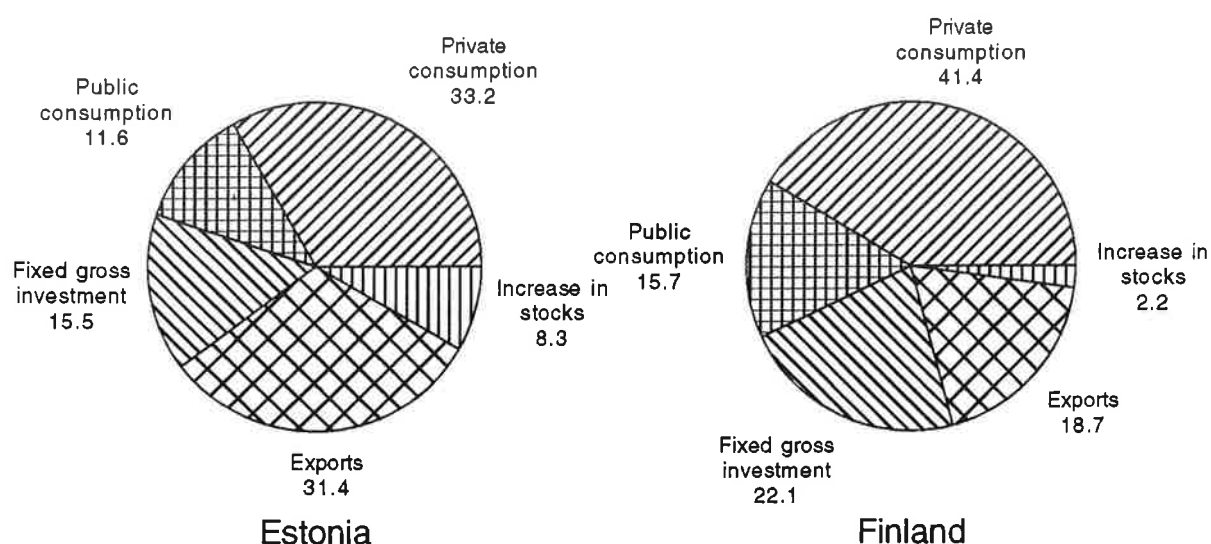 Private
consumption
33.2
Public
consumption
11.6
Fixed gross
investment
15.5
Increase in
stocks
8.3
Exports
31.4
Estonia
Private
consumption
41.4
Public
consumption
15.7
Increase in
stocks
2.2
Exports
18.7
Fixed gross
investment
22.1
Finland